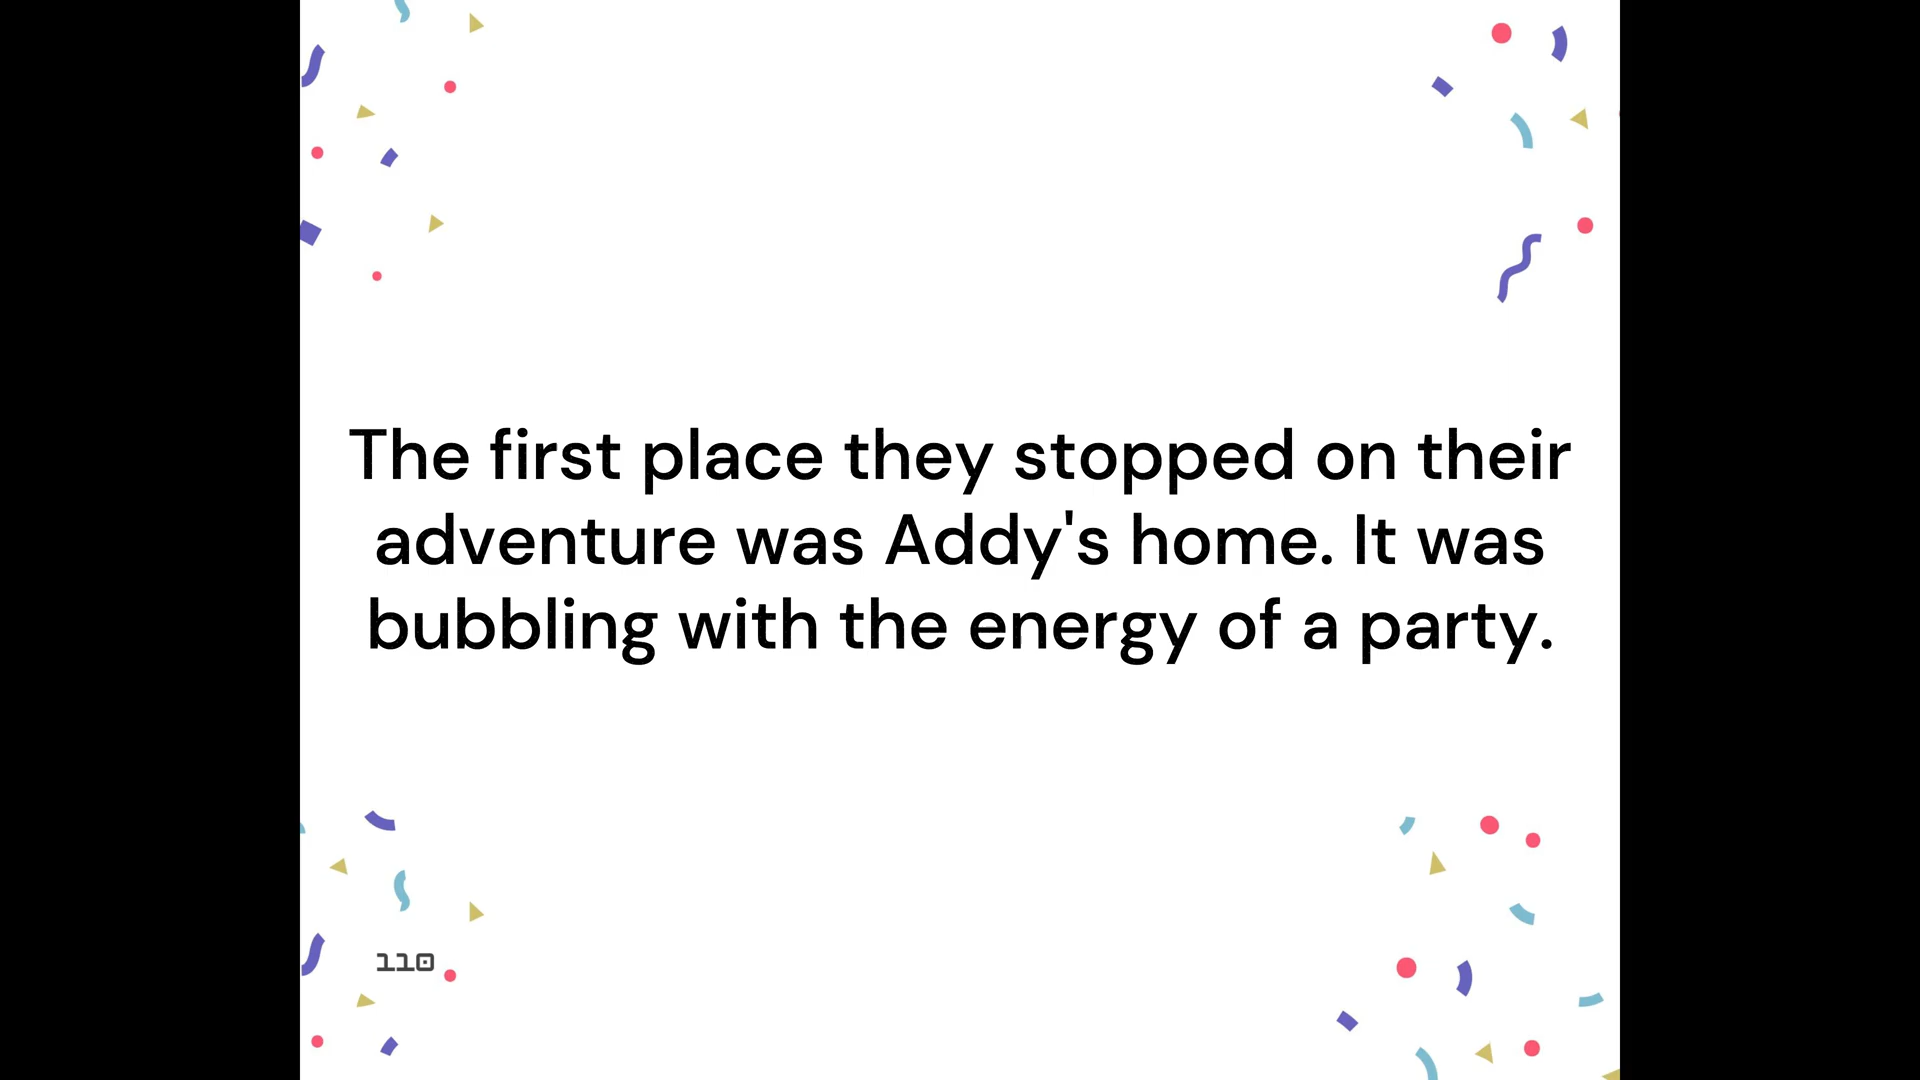 The first place they stopped on their
adventure was Addy's home. It was
bubbling with the energy of a party.
110